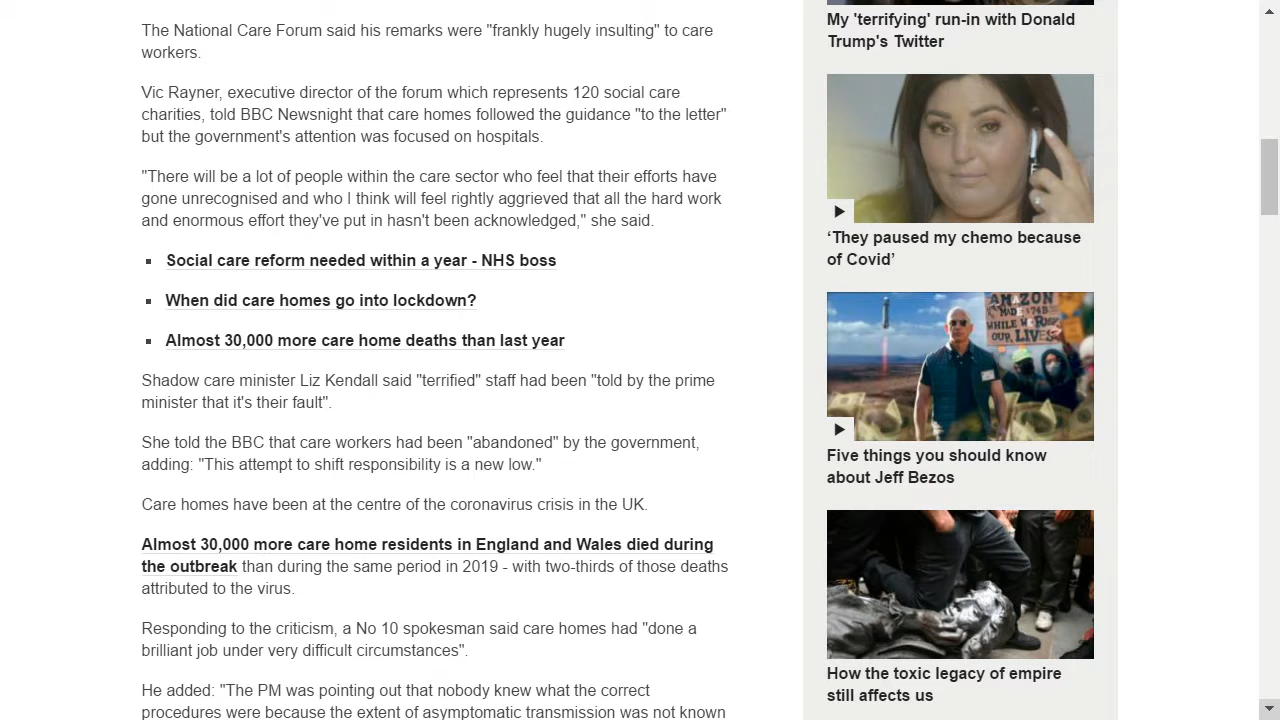 The National Care Forum said his remarks were "frankly hugely insulting" to care
workers.
Vic Rayner, executive director of the forum which represents 120 social care
charities, told BBC Newsnight that care homes followed the guidance "to the letter"
but the government's attention was focused on hospitals.
"There will be a lot of people within the care sector who feel that their efforts have
gone unrecognised and who I think will feel rightly aggrieved that all the hard work
and enormous effort they've put in hasn't been acknowledged," she said.
Social care reform needed within a year - NHS boss
When did care homes go into lockdown?
Almost 30,000 more care home deaths than last year
Shadow care minister Liz Kendall said "terrified" staff had been "told by the prime
minister that it's their fault".
She told the BBC that care workers had been "abandoned" by the government,
adding: "This attempt to shift responsibility is a new low."
Care homes have been at the centre of the coronavirus crisis in the UK.
Almost 30,000 more care home residents in England and Wales died during
the outbreak than during the same period in 2019 - with two-thirds of those deaths
attributed to the virus.
Responding to the criticism, a No 10 spokesman said care homes had "done a
brilliant job under very difficult circumstances".
He added: "The PM was pointing out that nobody knew what the correct
procedures were because the extent of asymptomatic transmission was not known
My 'terrifying' run-in with Donald
Trump's Twitter
‘They paused my chemo because
of Covid’
AMAZON
MADE $74B
WHILE WE RISK
OUR LIVES
Five things you should know
about Jeff Bezos
How the toxic legacy of empire
still affects us